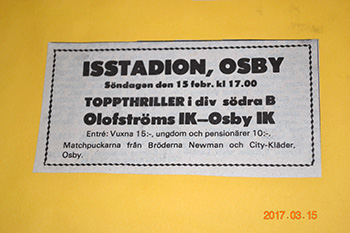 ISSTADION, OSBY
Söndagen den 15 febr. kl 17.00
TOPPTHRILLER i div södra B
Olofströms IK—Osby IK
Entré: Vuxna 15:-, ungdom och pensionärer 10:-.
Matchpuckarna från Bröderna Newman och City-Kläder,
Osby.
2017.03.15